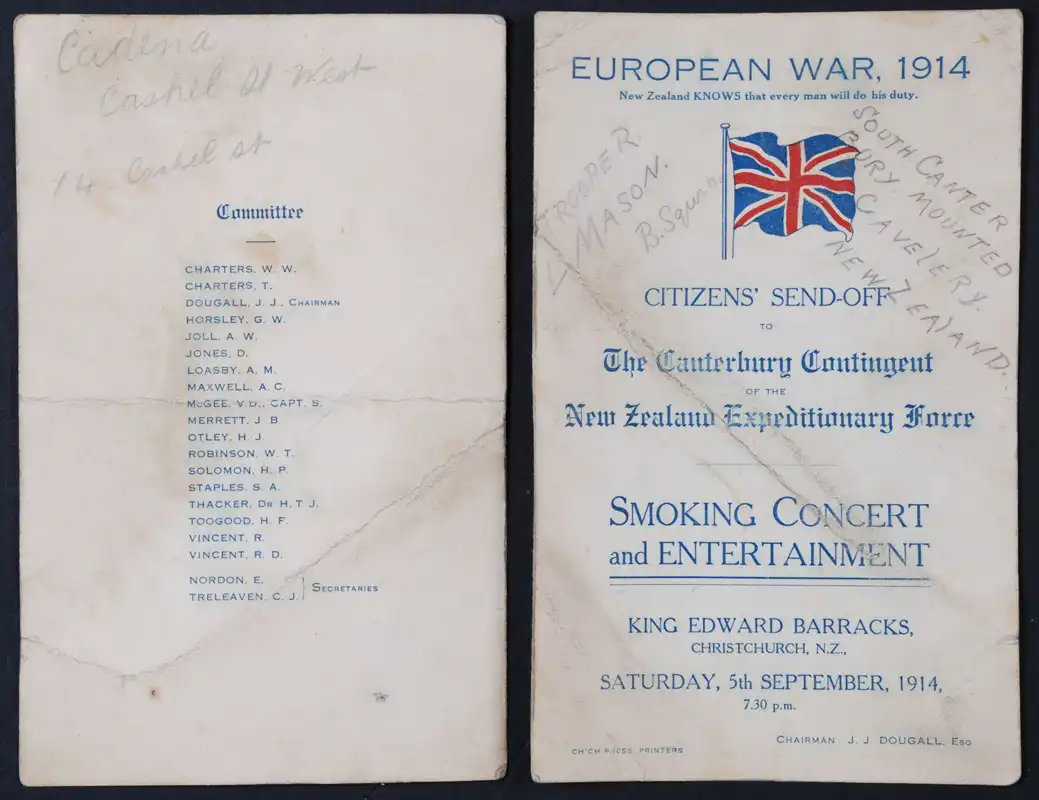 Cadena
Cashel St West
14 Cashel st
Committee
CHARTERS, W. W.
CHARTERS, T.
DOUGALL, J. J., CHAIRMAN
HORSLEY, G. W.
JOLL, A. W.
JONES, D.
LOASBY, A. M.
MAXWELL, A. C.
McGEE, V.D., CAPT. S.
MERRETT, J B.
OTLEY, H. J.
ROBINSON, W. T.
SOLOMON, H. P.
STAPLES, S. A.
THACKER, DR H. T J.
TOOGOOD, H. F.
VINCENT, R.
VINCENT, R. D.
NORDON, E.
TRELEAVEN, C. J.
SECRETARIES
EUROPEAN WAR, 1914
New Zealand KNOWS that every man will do his duty.
TROOPER.
MASON.
B. Squan
SOUTH CANTER
BURY. MOUNTED
CAVELERY.
NEW ZEALAND.
CITIZENS' SEND-OFF
TO
The Canterbury Contingent
OF THE
New Zealand Expeditionary Force
SMOKING CONCERT
and ENTERTAINMENT
KING EDWARD BARRACKS,
CHRISTCHURCH, N.Z.,
SATURDAY, 5th SEPTEMBER, 1914,
7.30 p.m.
CHAIRMAN: J. J. DOUGALL, ESQ
CH'CH PRESS, PRINTERS